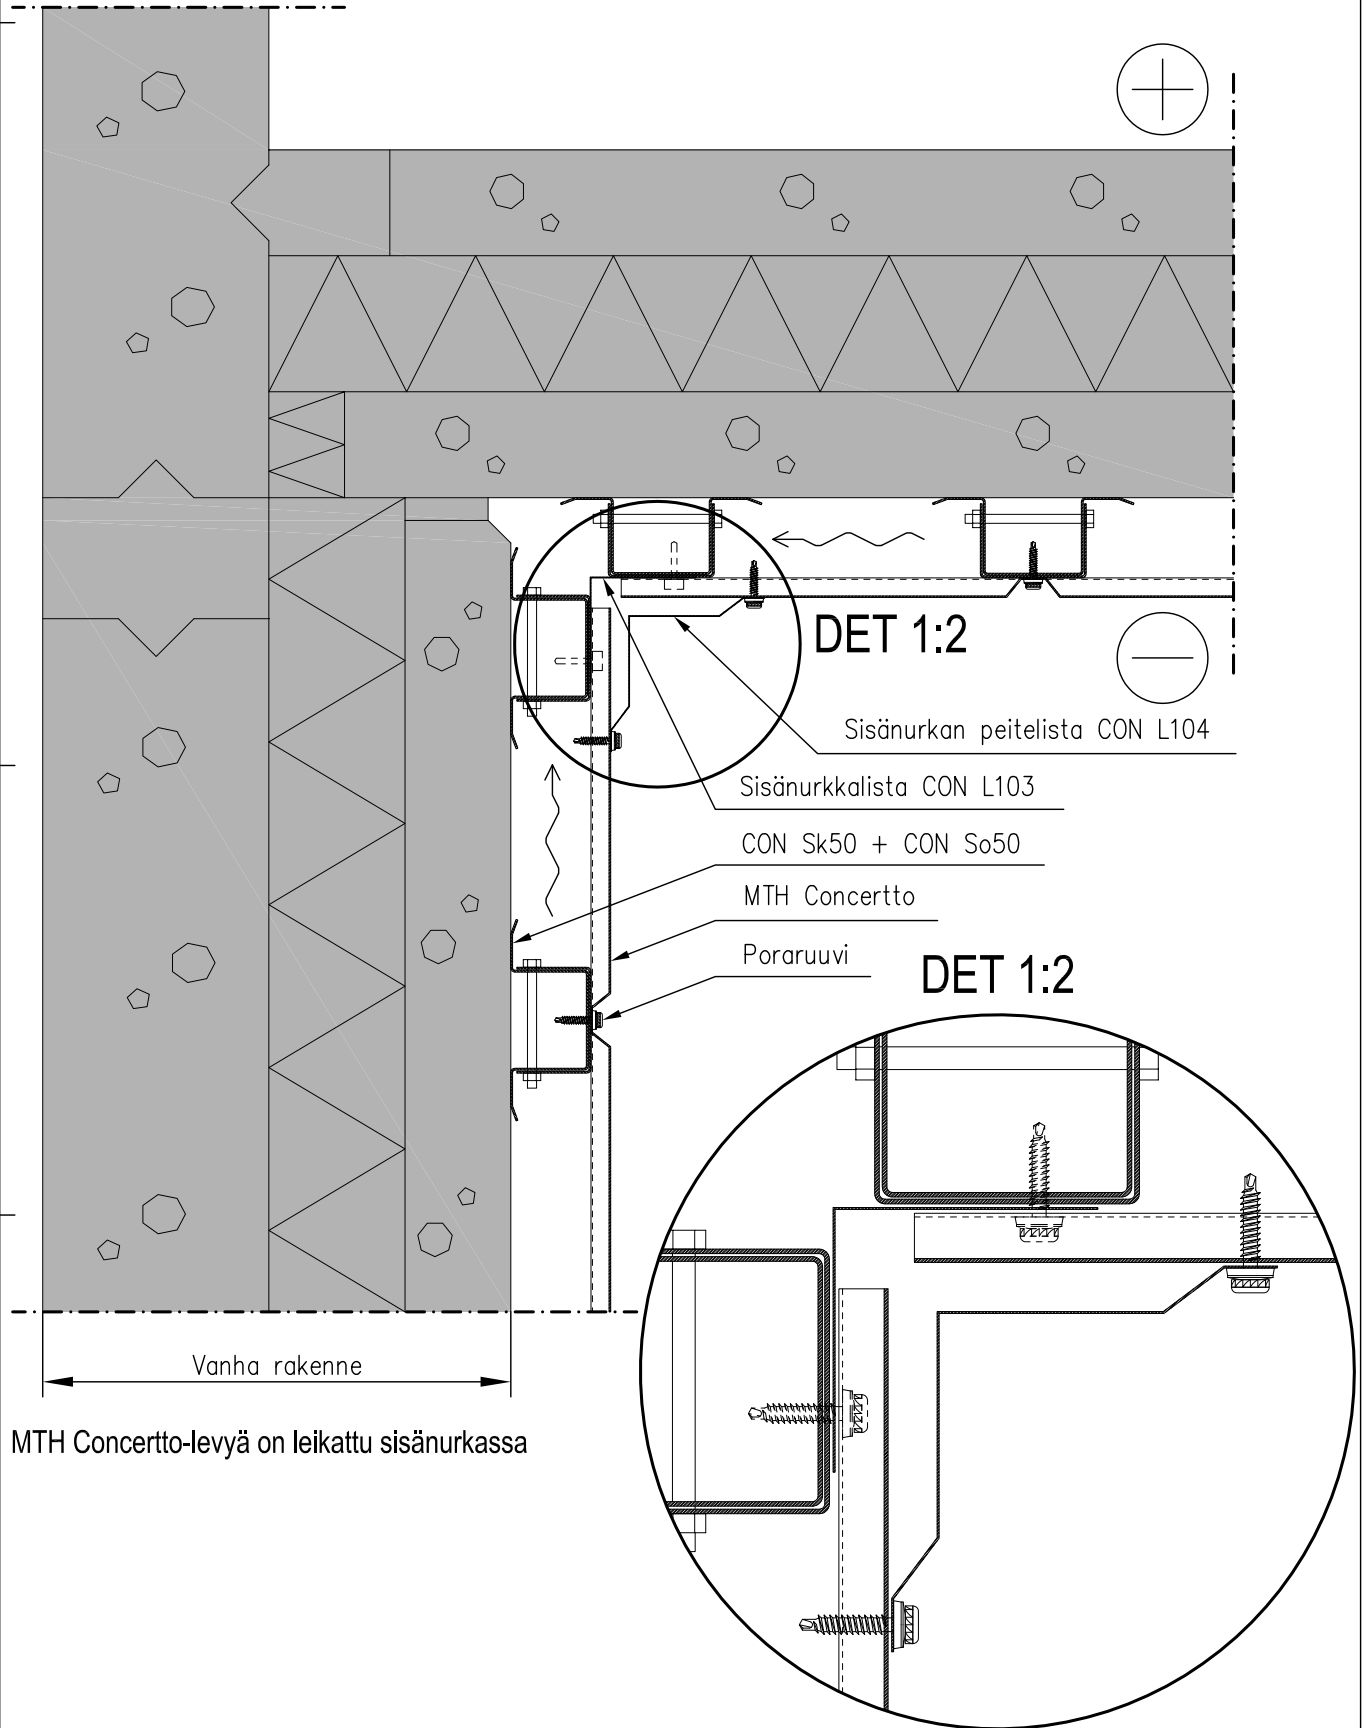 DET 1:2
Sisänurkan peitelista CON L104
Sisänurkkalista CON L103
CON Sk50 + CON So50
MTH Concertto
Poraruuvi
DET 1:2
Vanha rakenne
MTH Concertto-levyä on leikattu sisänurkassa